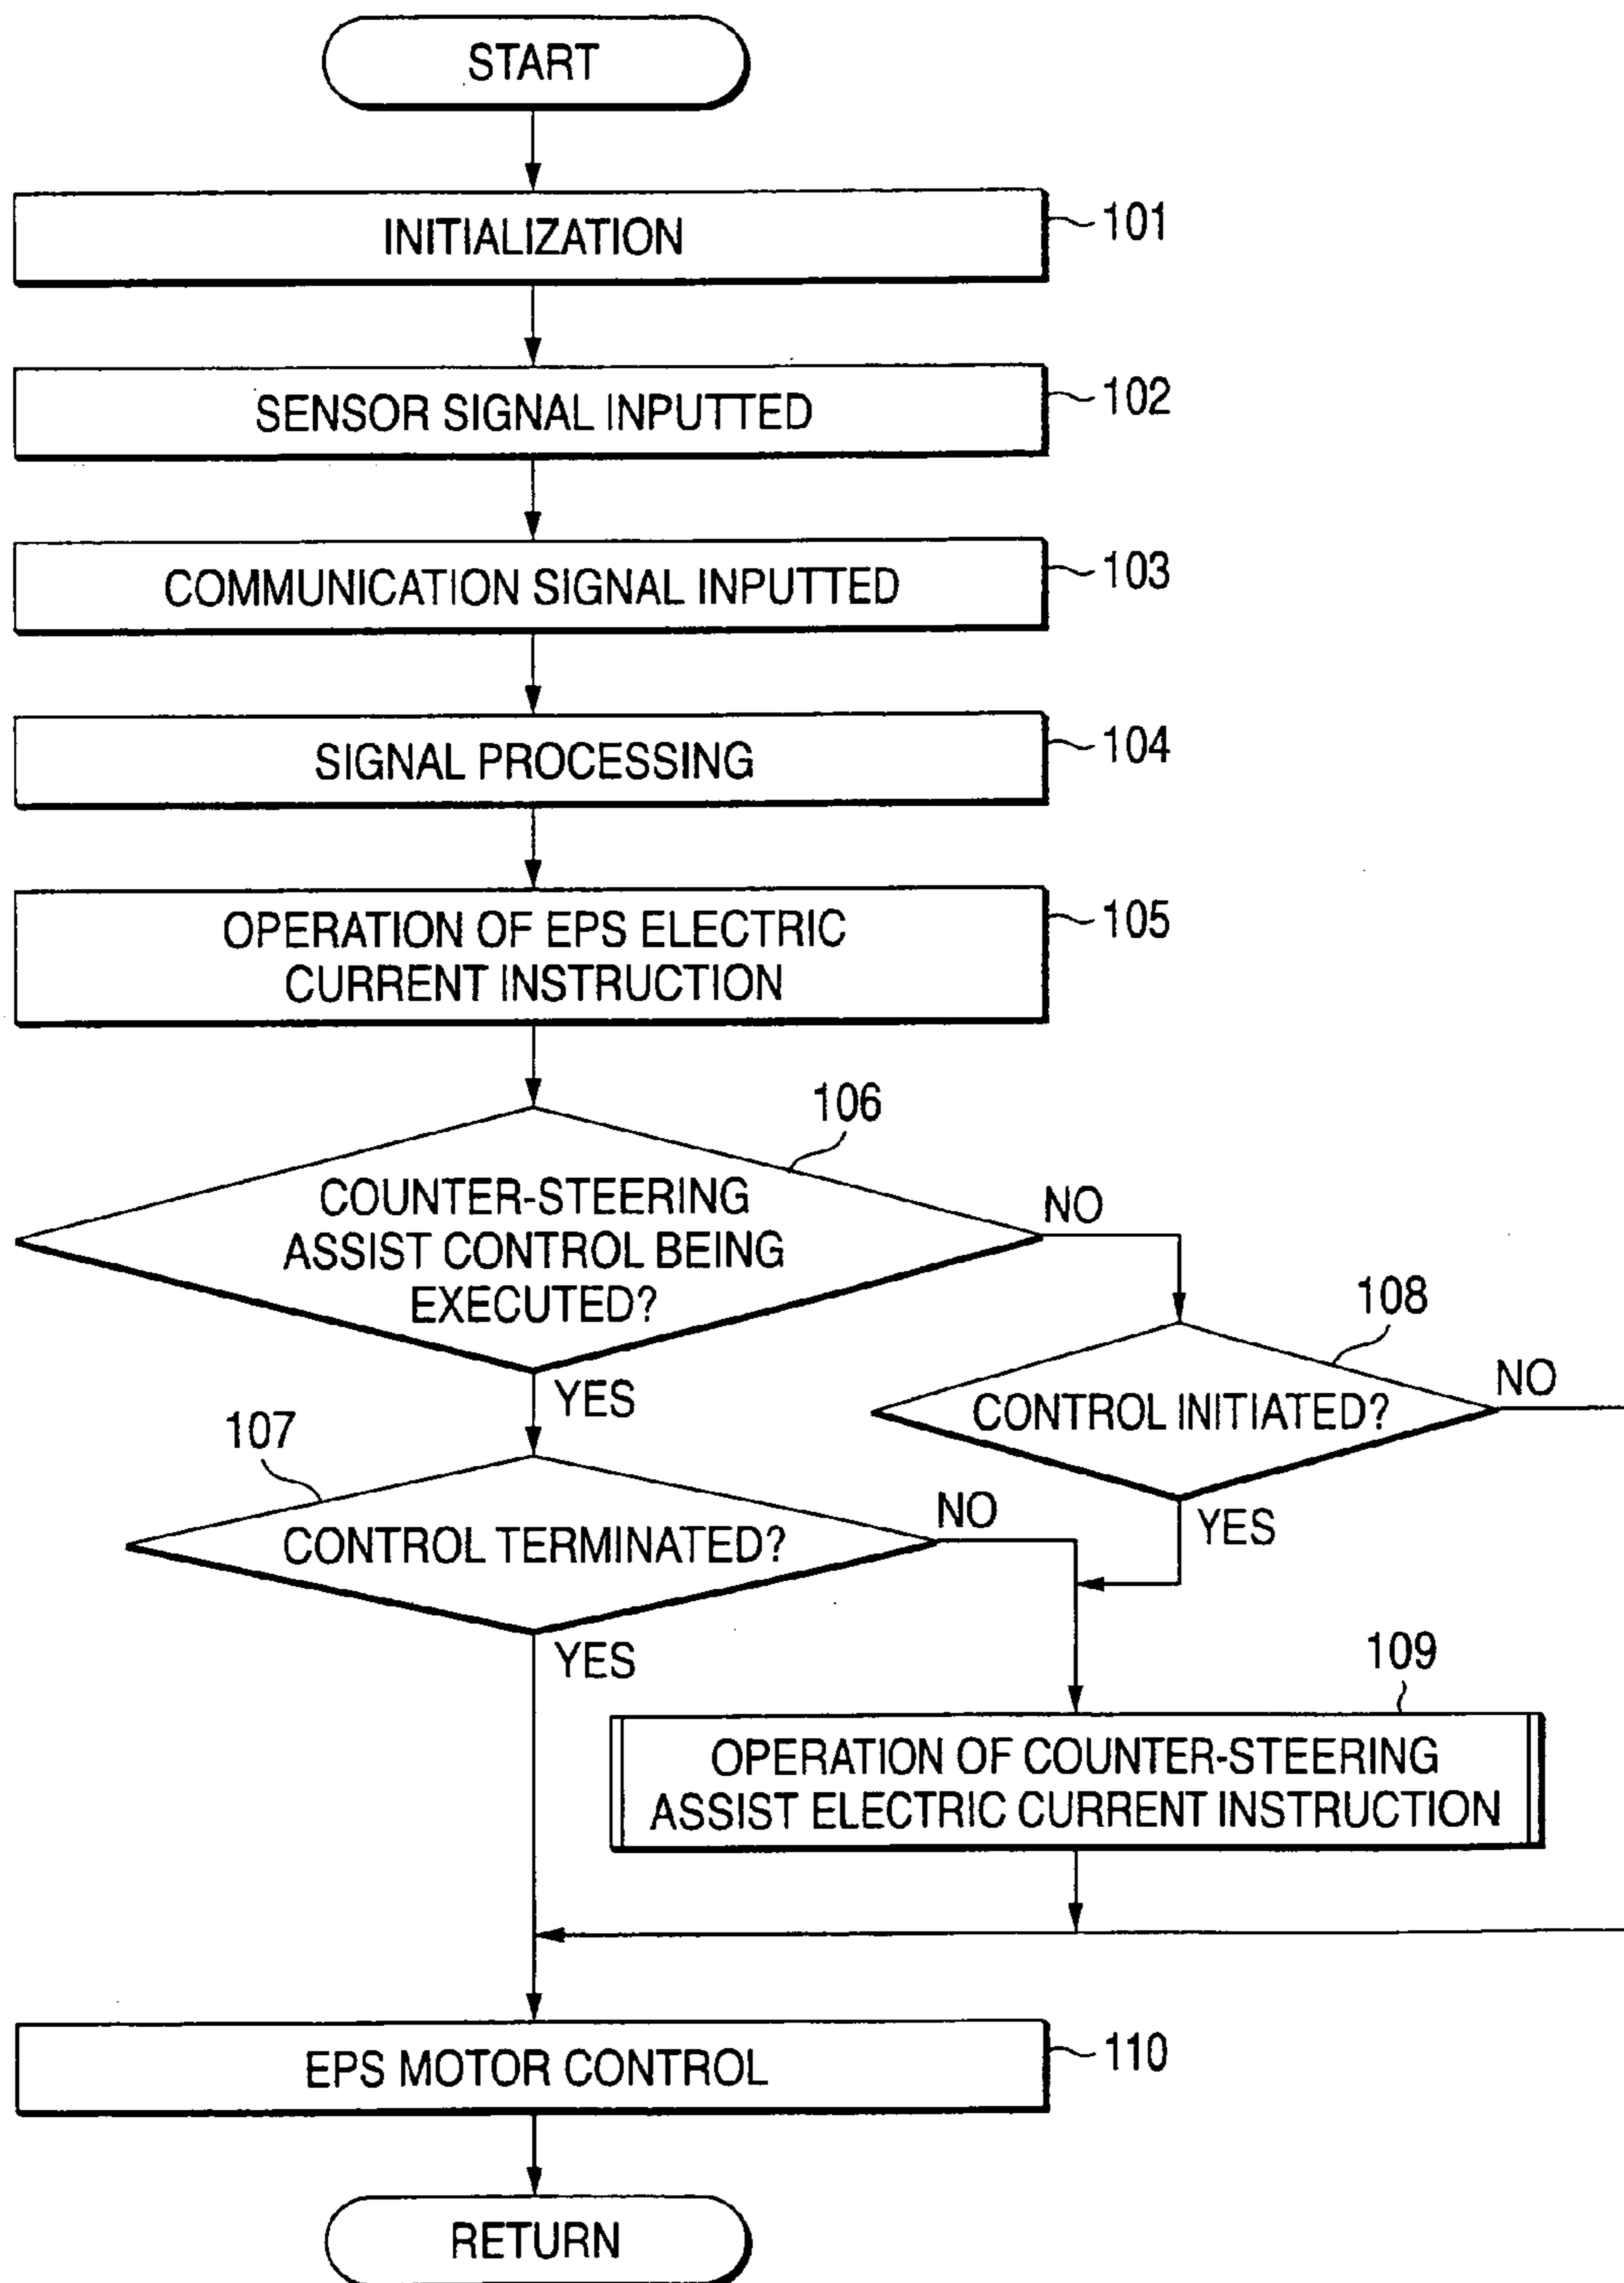 START
INITIALIZATION
101
SENSOR SIGNAL INPUTTED
102
COMMUNICATION SIGNAL INPUTTED
103
SIGNAL PROCESSING
104
OPERATION OF EPS ELECTRIC
CURRENT INSTRUCTION
105
106
COUNTER-STEERING
ASSIST CONTROL BEING
EXECUTED?
NO
YES
108
CONTROL INITIATED?
NO
YES
107
CONTROL TERMINATED?
NO
YES
109
OPERATION OF COUNTER-STEERING
ASSIST ELECTRIC CURRENT INSTRUCTION
EPS MOTOR CONTROL
110
RETURN